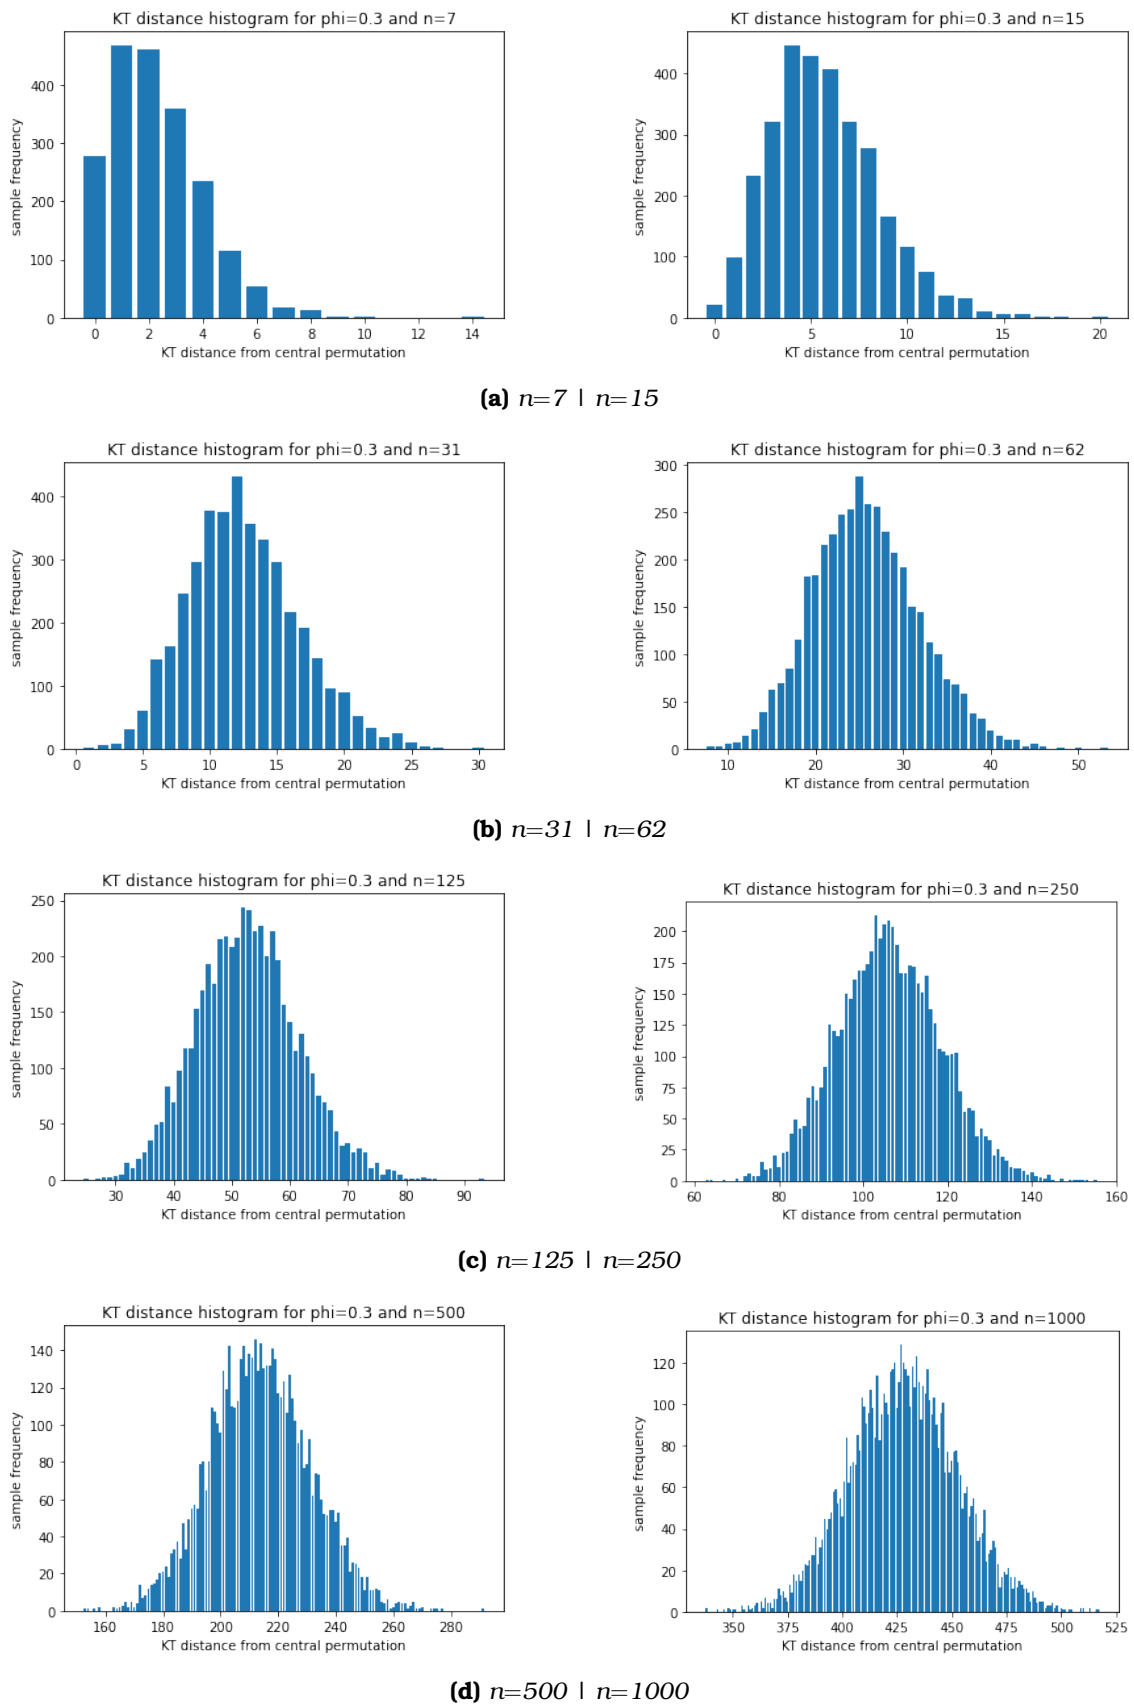 KT distance histogram for phi=0.3 and n=7
sample frequency
400
300
200
100
0
0 2 4 6 8 10 12 14
KT distance from central permutation
KT distance histogram for phi=0.3 and n=15
sample frequency
400
300
200
100
0
0 5 10 15 20
KT distance from central permutation
(a) n=7 | n=15
KT distance histogram for phi=0.3 and n=31
sample frequency
400
300
200
100
0
0 5 10 15 20 25 30
KT distance from central permutation
KT distance histogram for phi=0.3 and n=62
sample frequency
300
250
200
150
100
50
0
10 20 30 40 50
KT distance from central permutation
(b) n=31 | n=62
KT distance histogram for phi=0.3 and n=125
sample frequency
250
200
150
100
50
0
30 40 50 60 70 80 90
KT distance from central permutation
KT distance histogram for phi=0.3 and n=250
sample frequency
200
175
150
125
100
75
50
25
0
60 80 100 120 140 160
KT distance from central permutation
(c) n=125 | n=250
KT distance histogram for phi=0.3 and n=500
sample frequency
140
120
100
80
60
40
20
0
160 180 200 220 240 260 280
KT distance from central permutation
KT distance histogram for phi=0.3 and n=1000
sample frequency
120
100
80
60
40
20
0
350 375 400 425 450 475 500 525
KT distance from central permutation
(d) n=500 | n=1000